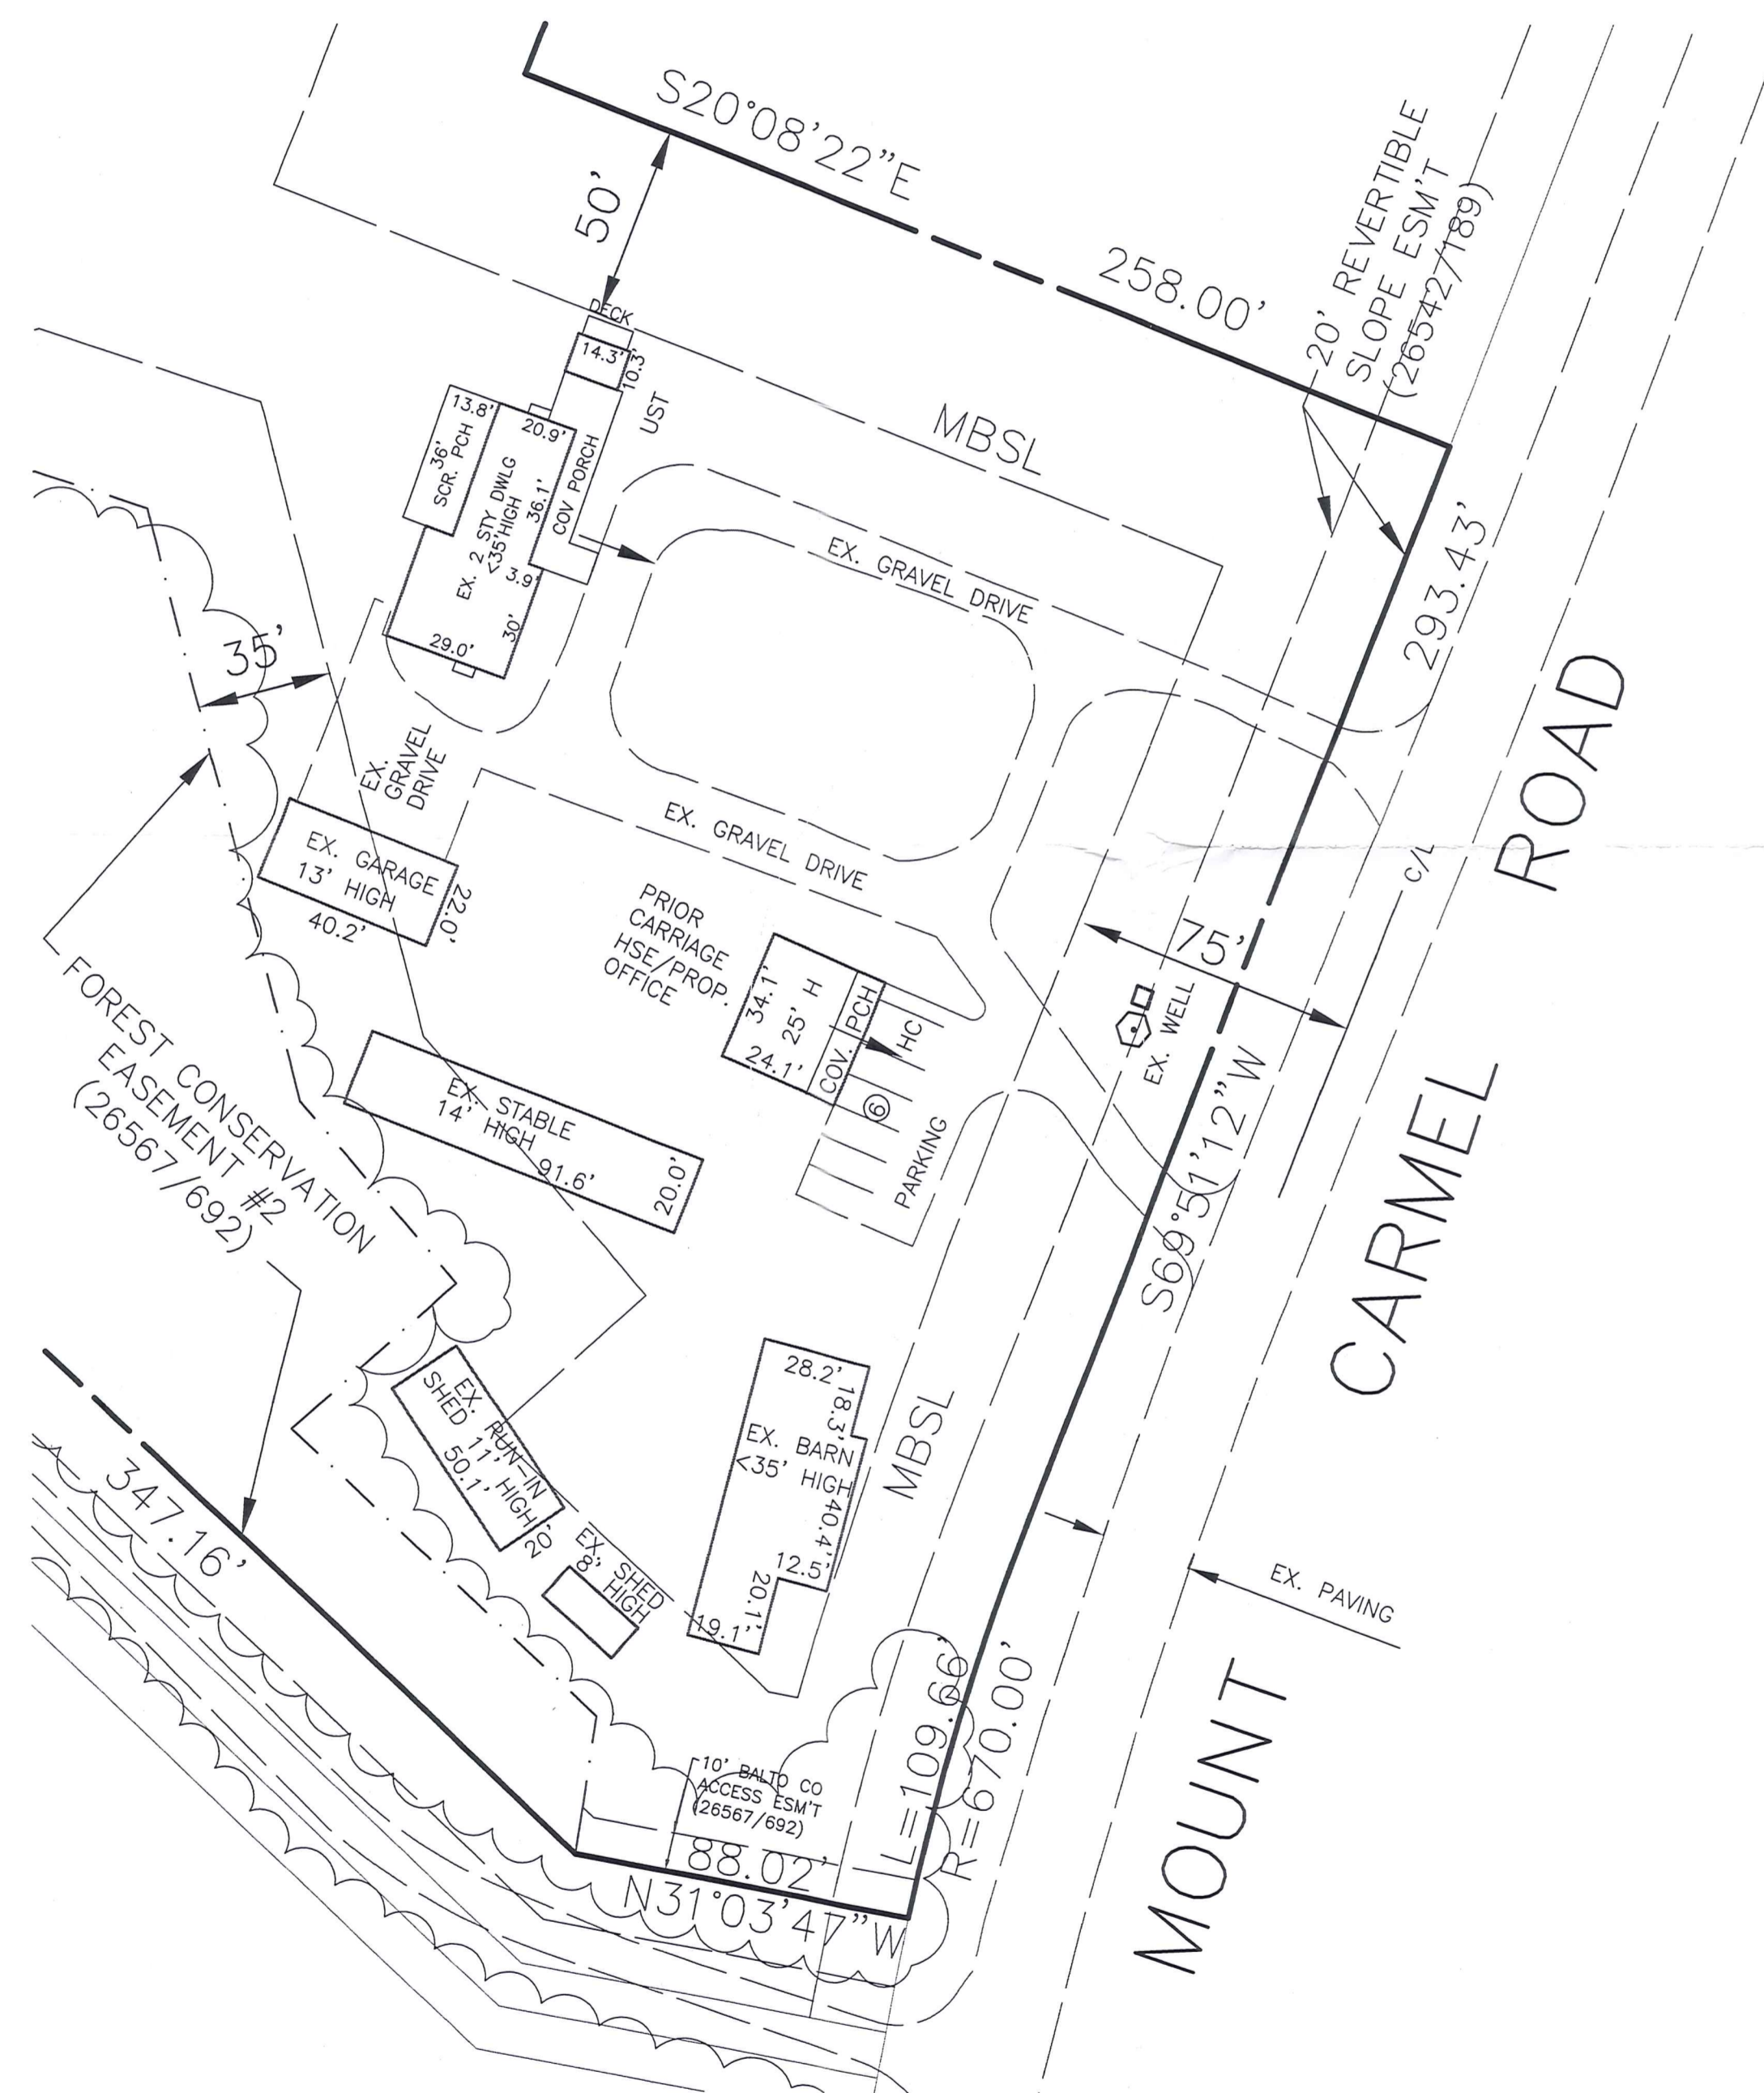 S20°08'22"E
258.00'
50'
20' REVERTIBLE
SLOPE ESM'T
(26542/189)
DECK
14.3'
10.3'
UST
MBSL
13.8'
36'
SCR. PCH
20.9'
EX. 2 STY DWLG
<35'HIGH
36.1'
COV PORCH
3.9'
30'
29.0'
EX. GRAVEL DRIVE
293.43'
35'
EX.
GRAVEL
DRIVE
EX. GARAGE
13' HIGH
22.0'
40.2'
EX. GRAVEL DRIVE
PRIOR
CARRIAGE
HSE/PROP.
OFFICE
34.1'
25' H
24.1'
COV. PCH
HC
6
PARKING
75'
EX. WELL
C/L
S69°51'12"W
FOREST CONSERVATION
EASEMENT #2
(26567/692)
EX. STABLE
14' HIGH
91.6'
20.0'
MOUNT CARMEL ROAD
EX. RUN-IN
SHED 11' HIGH
50.1'
20'
EX. SHED
8' HIGH
28.2'
18.3'
EX. BARN
<35' HIGH
40.4'
12.5'
20.1'
19.1'
MBSL
EX. PAVING
347.16'
L=109.66'
R=670.00'
10' BALTO CO
ACCESS ESM'T
(26567/692)
88.02'
N31°03'47"W